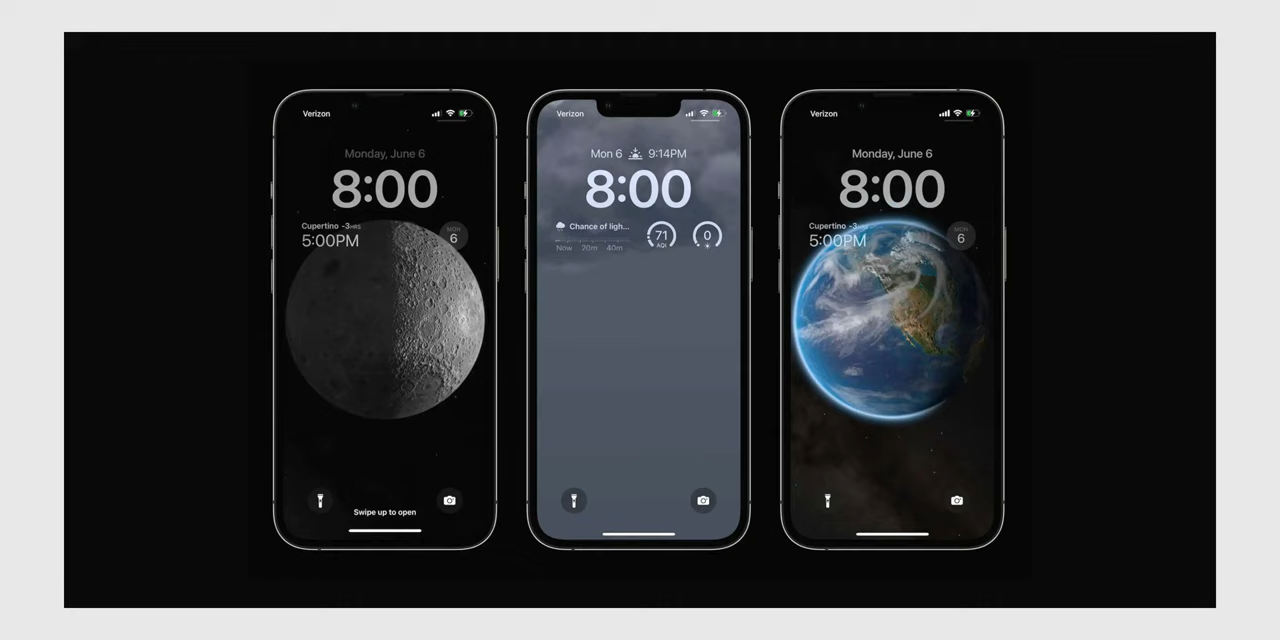 Verizon
Monday, June 6
8:00
Cupertino -3HRS
5:00PM
MON
6
Swipe up to open
Verizon
Mon 6 9:14PM
8:00
Chance of ligh...
Now 20m 40m
71
AQI
0
Verizon
Monday, June 6
8:00
Cupertino -3HRS
5:00PM
MON
6